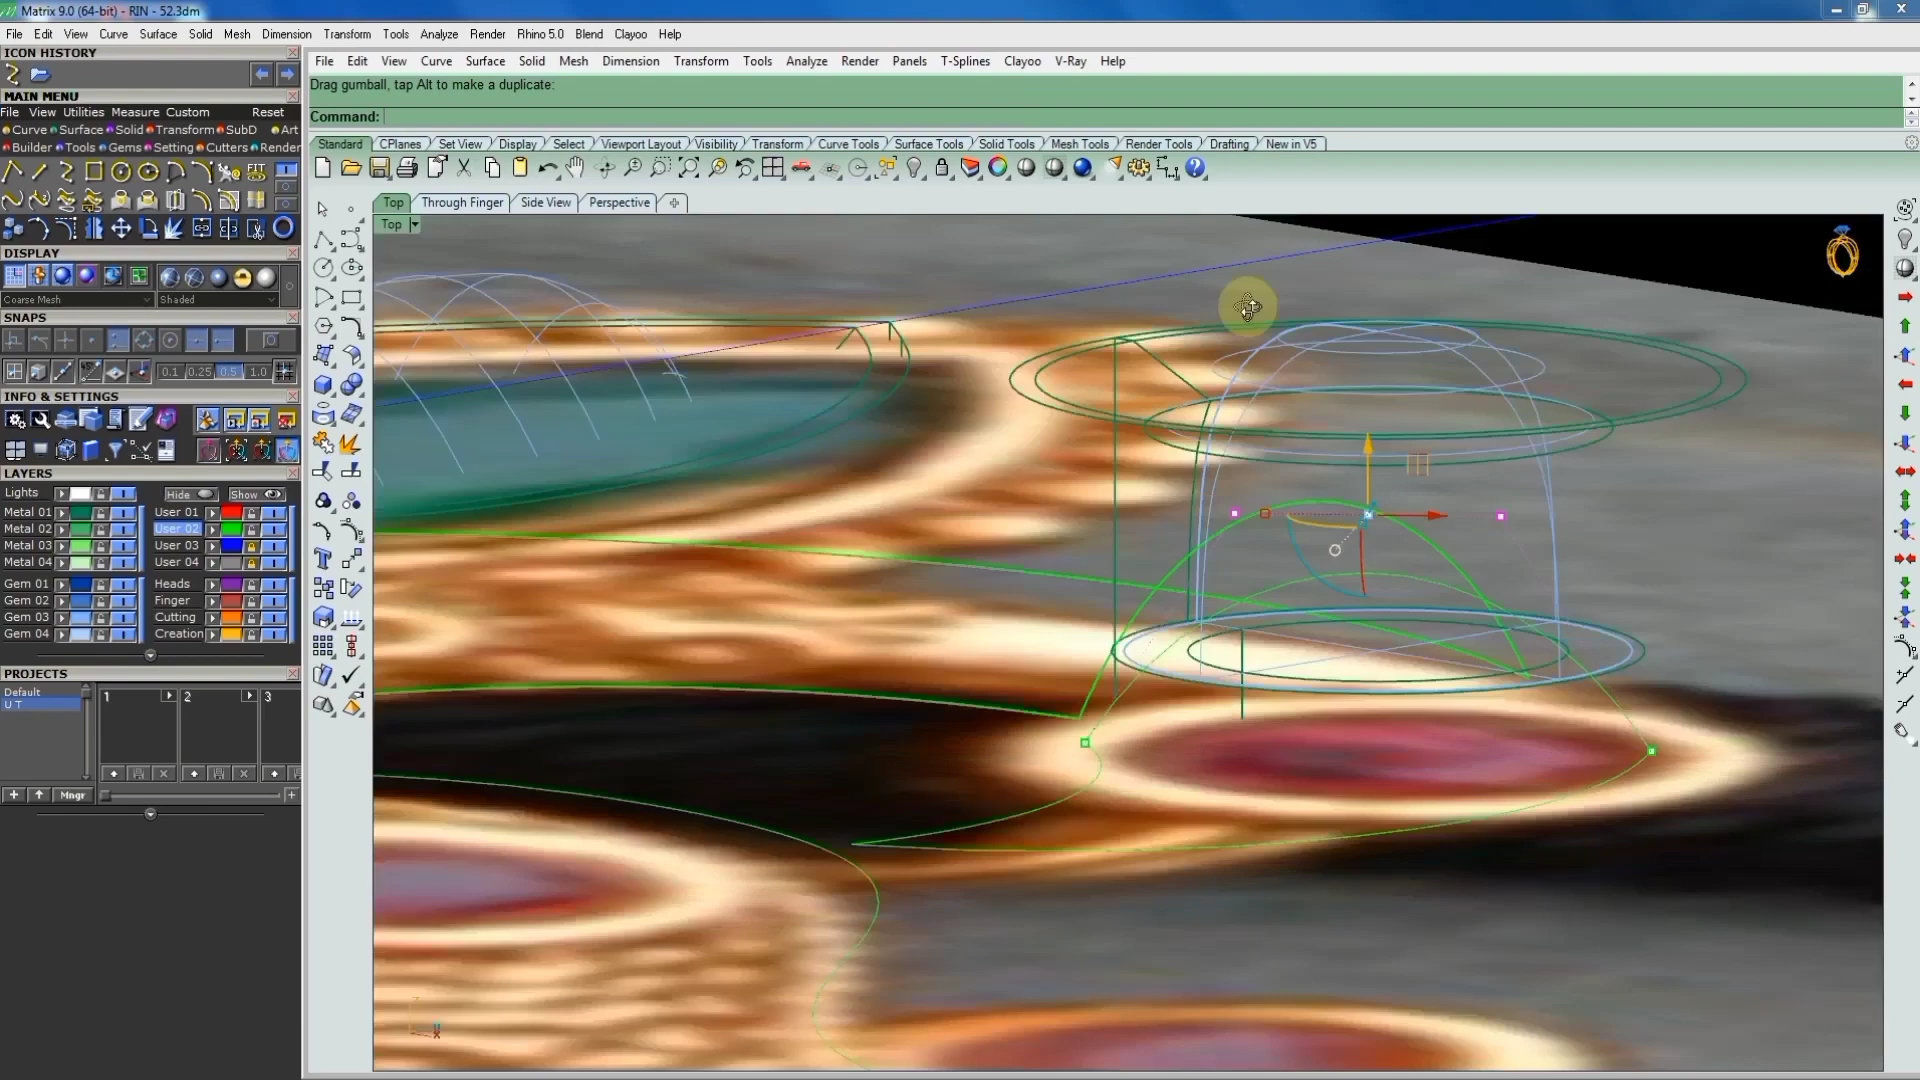 Matrix 9.0 (64-bit) - RIN - 52.3dm
File Edit View Curve Surface Solid Mesh Dimension Transform Tools Analyze Render Rhino 5.0 Blend Clayoo Help
ICON HISTORY
MAIN MENU
File View Utilities Measure Custom Reset
Curve Surface Solid Transform SubD Art
Builder Tools Gems Setting Cutters Render
FIT
DISPLAY
Coarse Mesh Shaded
SNAPS
0.1 0.25 0.5 1.0
INFO & SETTINGS
LAYERS
Lights Hide Show
Metal 01 User 01
Metal 02 User 02
Metal 03 User 03
Metal 04 User 04
Gem 01 Heads
Gem 02 Finger
Gem 03 Cutting
Gem 04 Creation
PROJECTS
Default
U T
1 2 3
Mngr
File Edit View Curve Surface Solid Mesh Dimension Transform Tools Analyze Render Panels T-Splines Clayoo V-Ray Help
Drag gumball, tap Alt to make a duplicate:
Command:
Standard CPlanes Set View Display Select Viewport Layout Visibility Transform Curve Tools Surface Tools Solid Tools Mesh Tools Render Tools Drafting New in V5
Top Through Finger Side View Perspective
Top